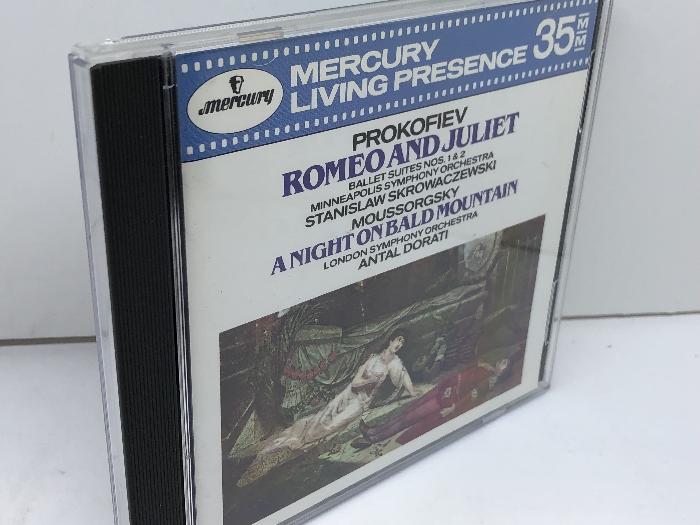 mercury
MERCURY
LIVING PRESENCE
35MM
PROKOFIEV
ROMEO AND JULIET
BALLET SUITES NOS. 1 & 2
MINNEAPOLIS SYMPHONY ORCHESTRA
STANISLAW SKROWACZEWSKI
MOUSSORGSKY
A NIGHT ON BALD MOUNTAIN
LONDON SYMPHONY ORCHESTRA
ANTAL DORATI